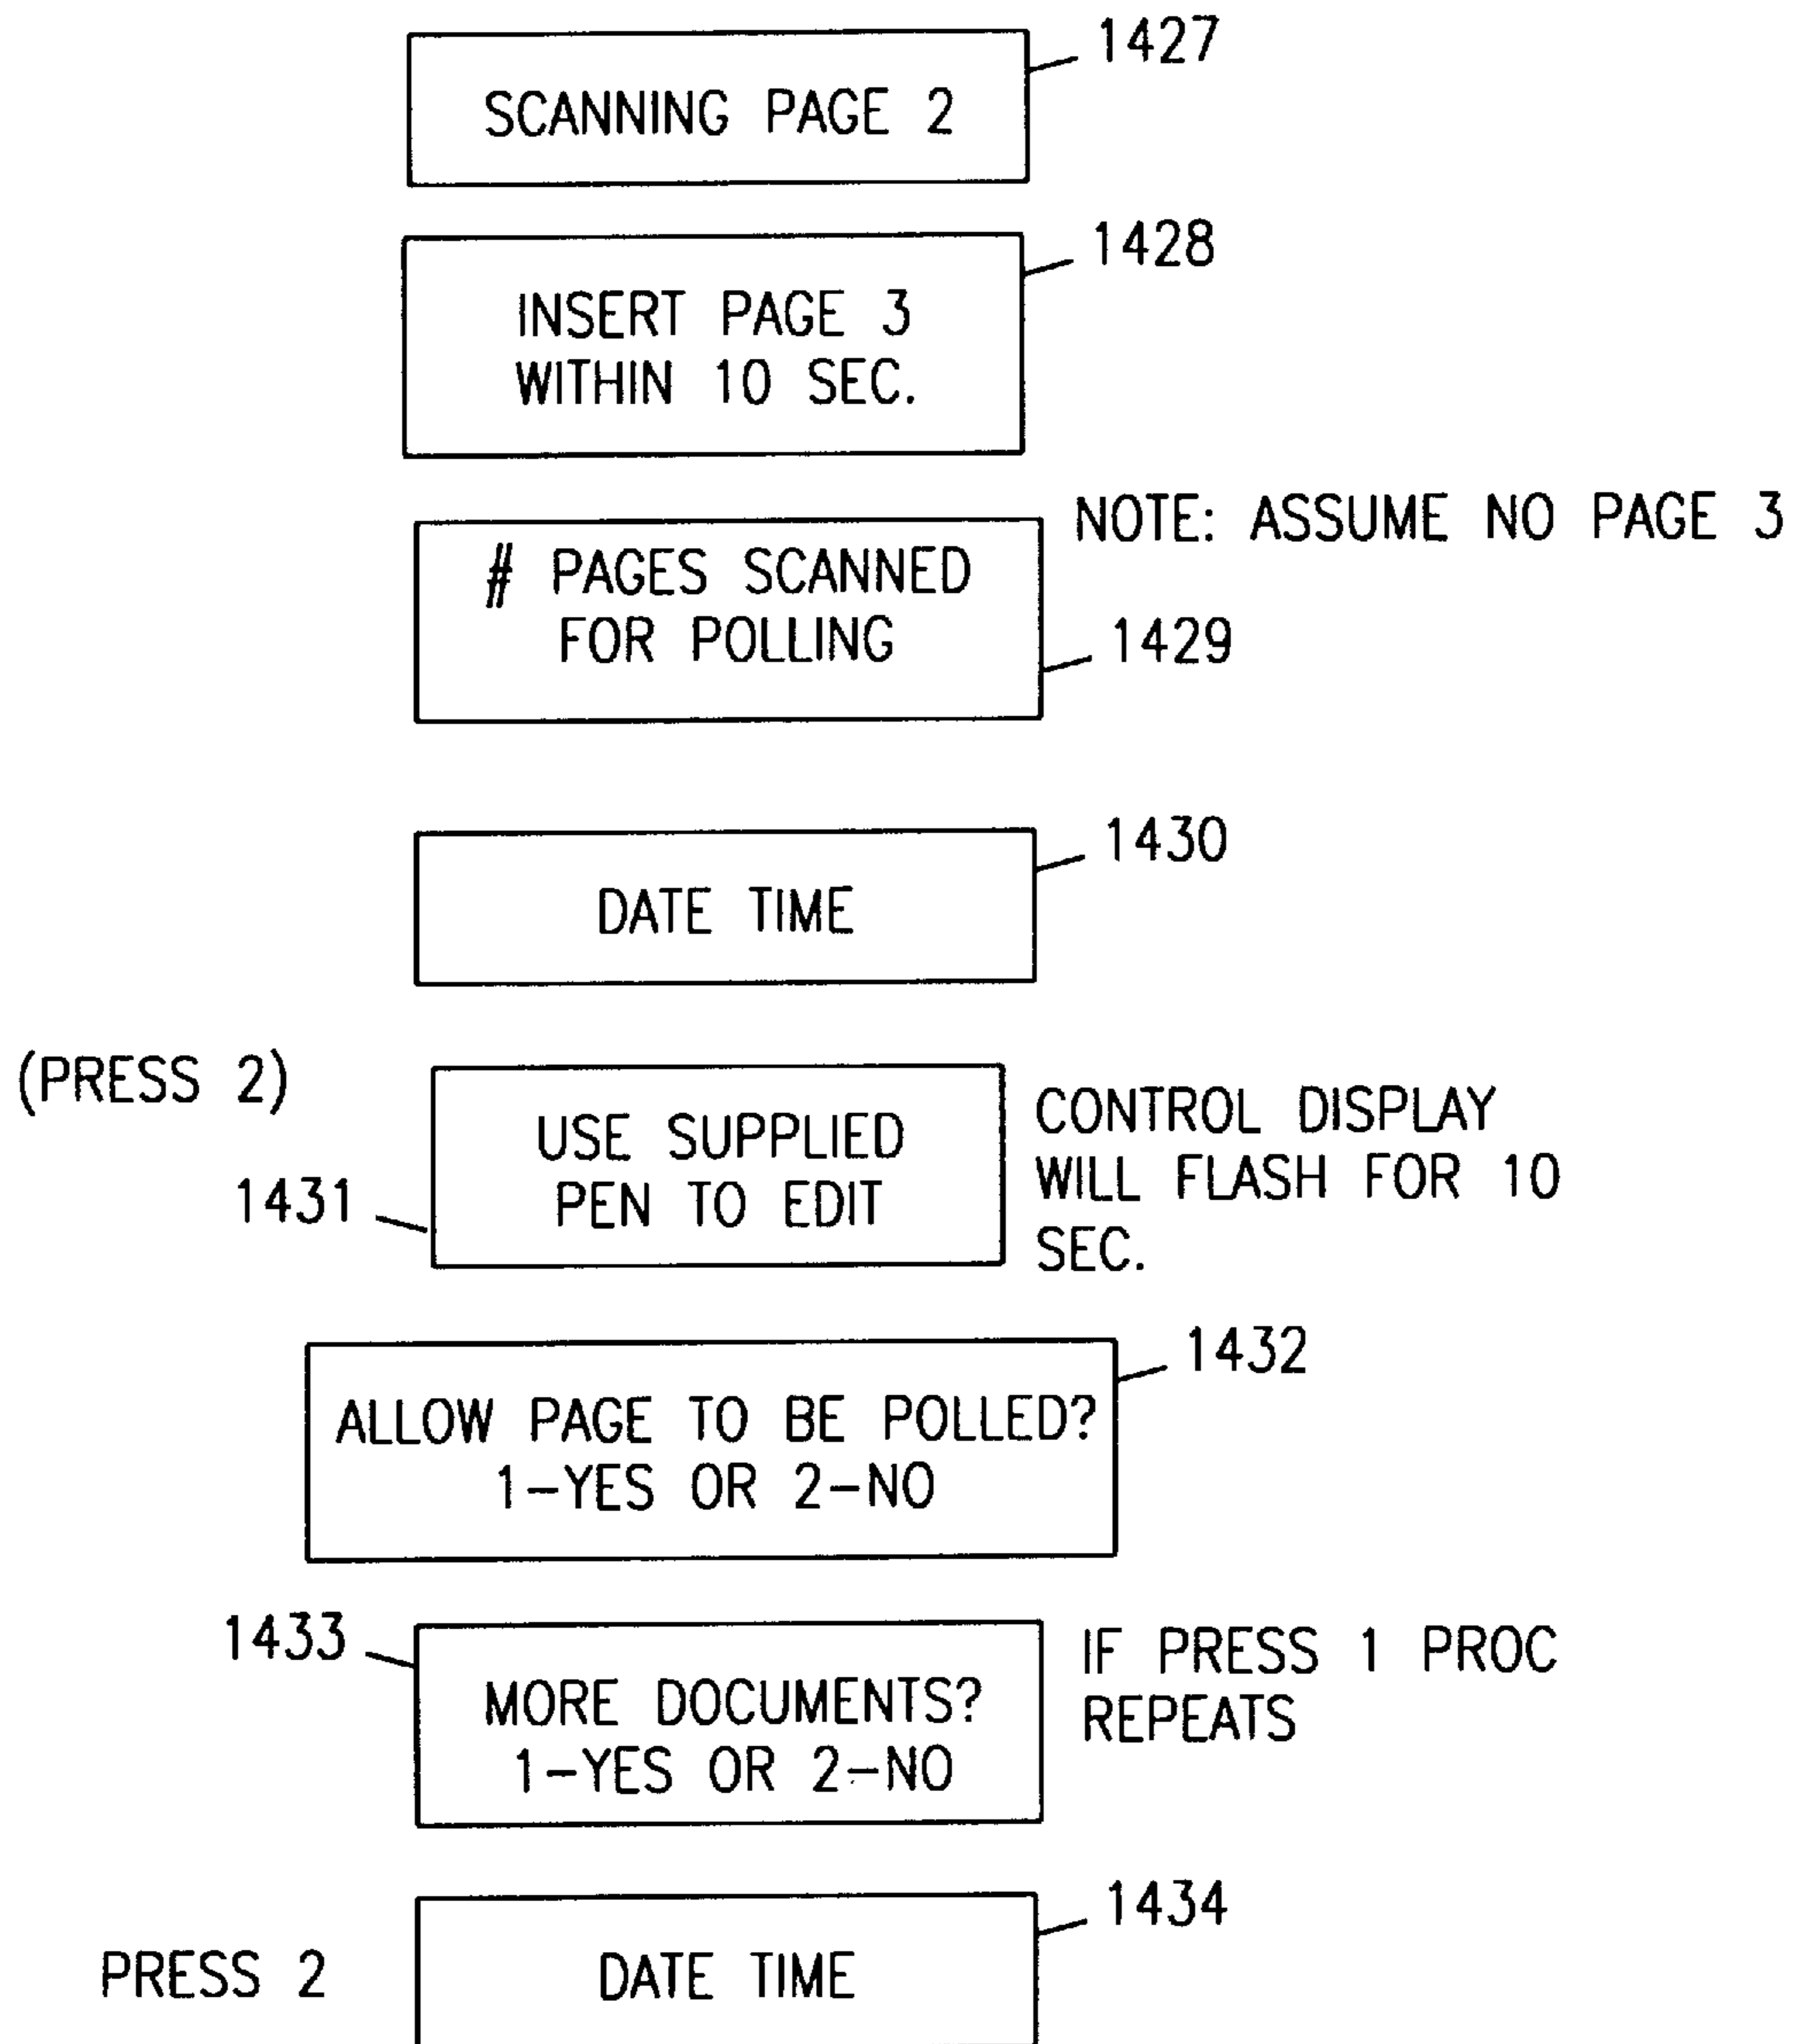 1427
SCANNING PAGE 2
1428
INSERT PAGE 3
WITHIN 10 SEC.
NOTE: ASSUME NO PAGE 3
# PAGES SCANNED
FOR POLLING
1429
1430
DATE TIME
(PRESS 2)
USE SUPPLIED
PEN TO EDIT
1431
CONTROL DISPLAY
WILL FLASH FOR 10
SEC.
1432
ALLOW PAGE TO BE POLLED?
1-YES OR 2-NO
1433
MORE DOCUMENTS?
1-YES OR 2-NO
IF PRESS 1 PROC
REPEATS
1434
PRESS 2
DATE TIME